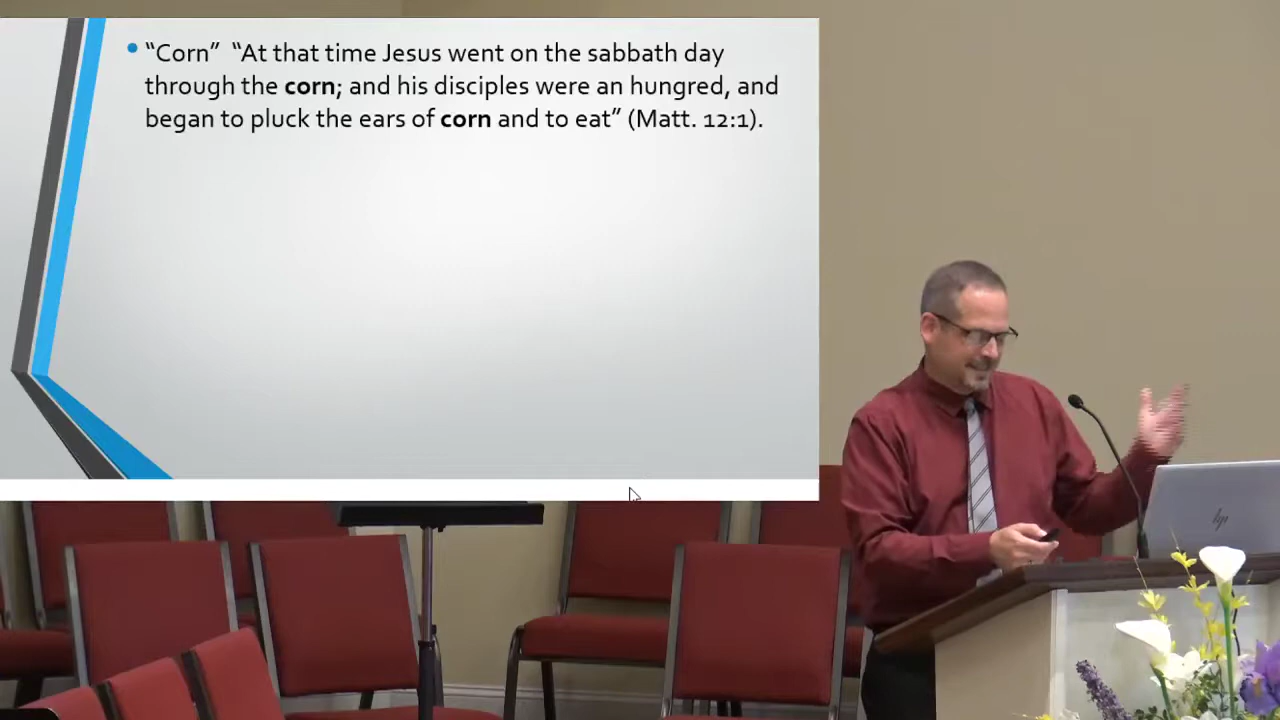 • “Corn” “At that time Jesus went on the sabbath day
through the corn; and his disciples were an hungred, and
began to pluck the ears of corn and to eat” (Matt. 12:1).
hp